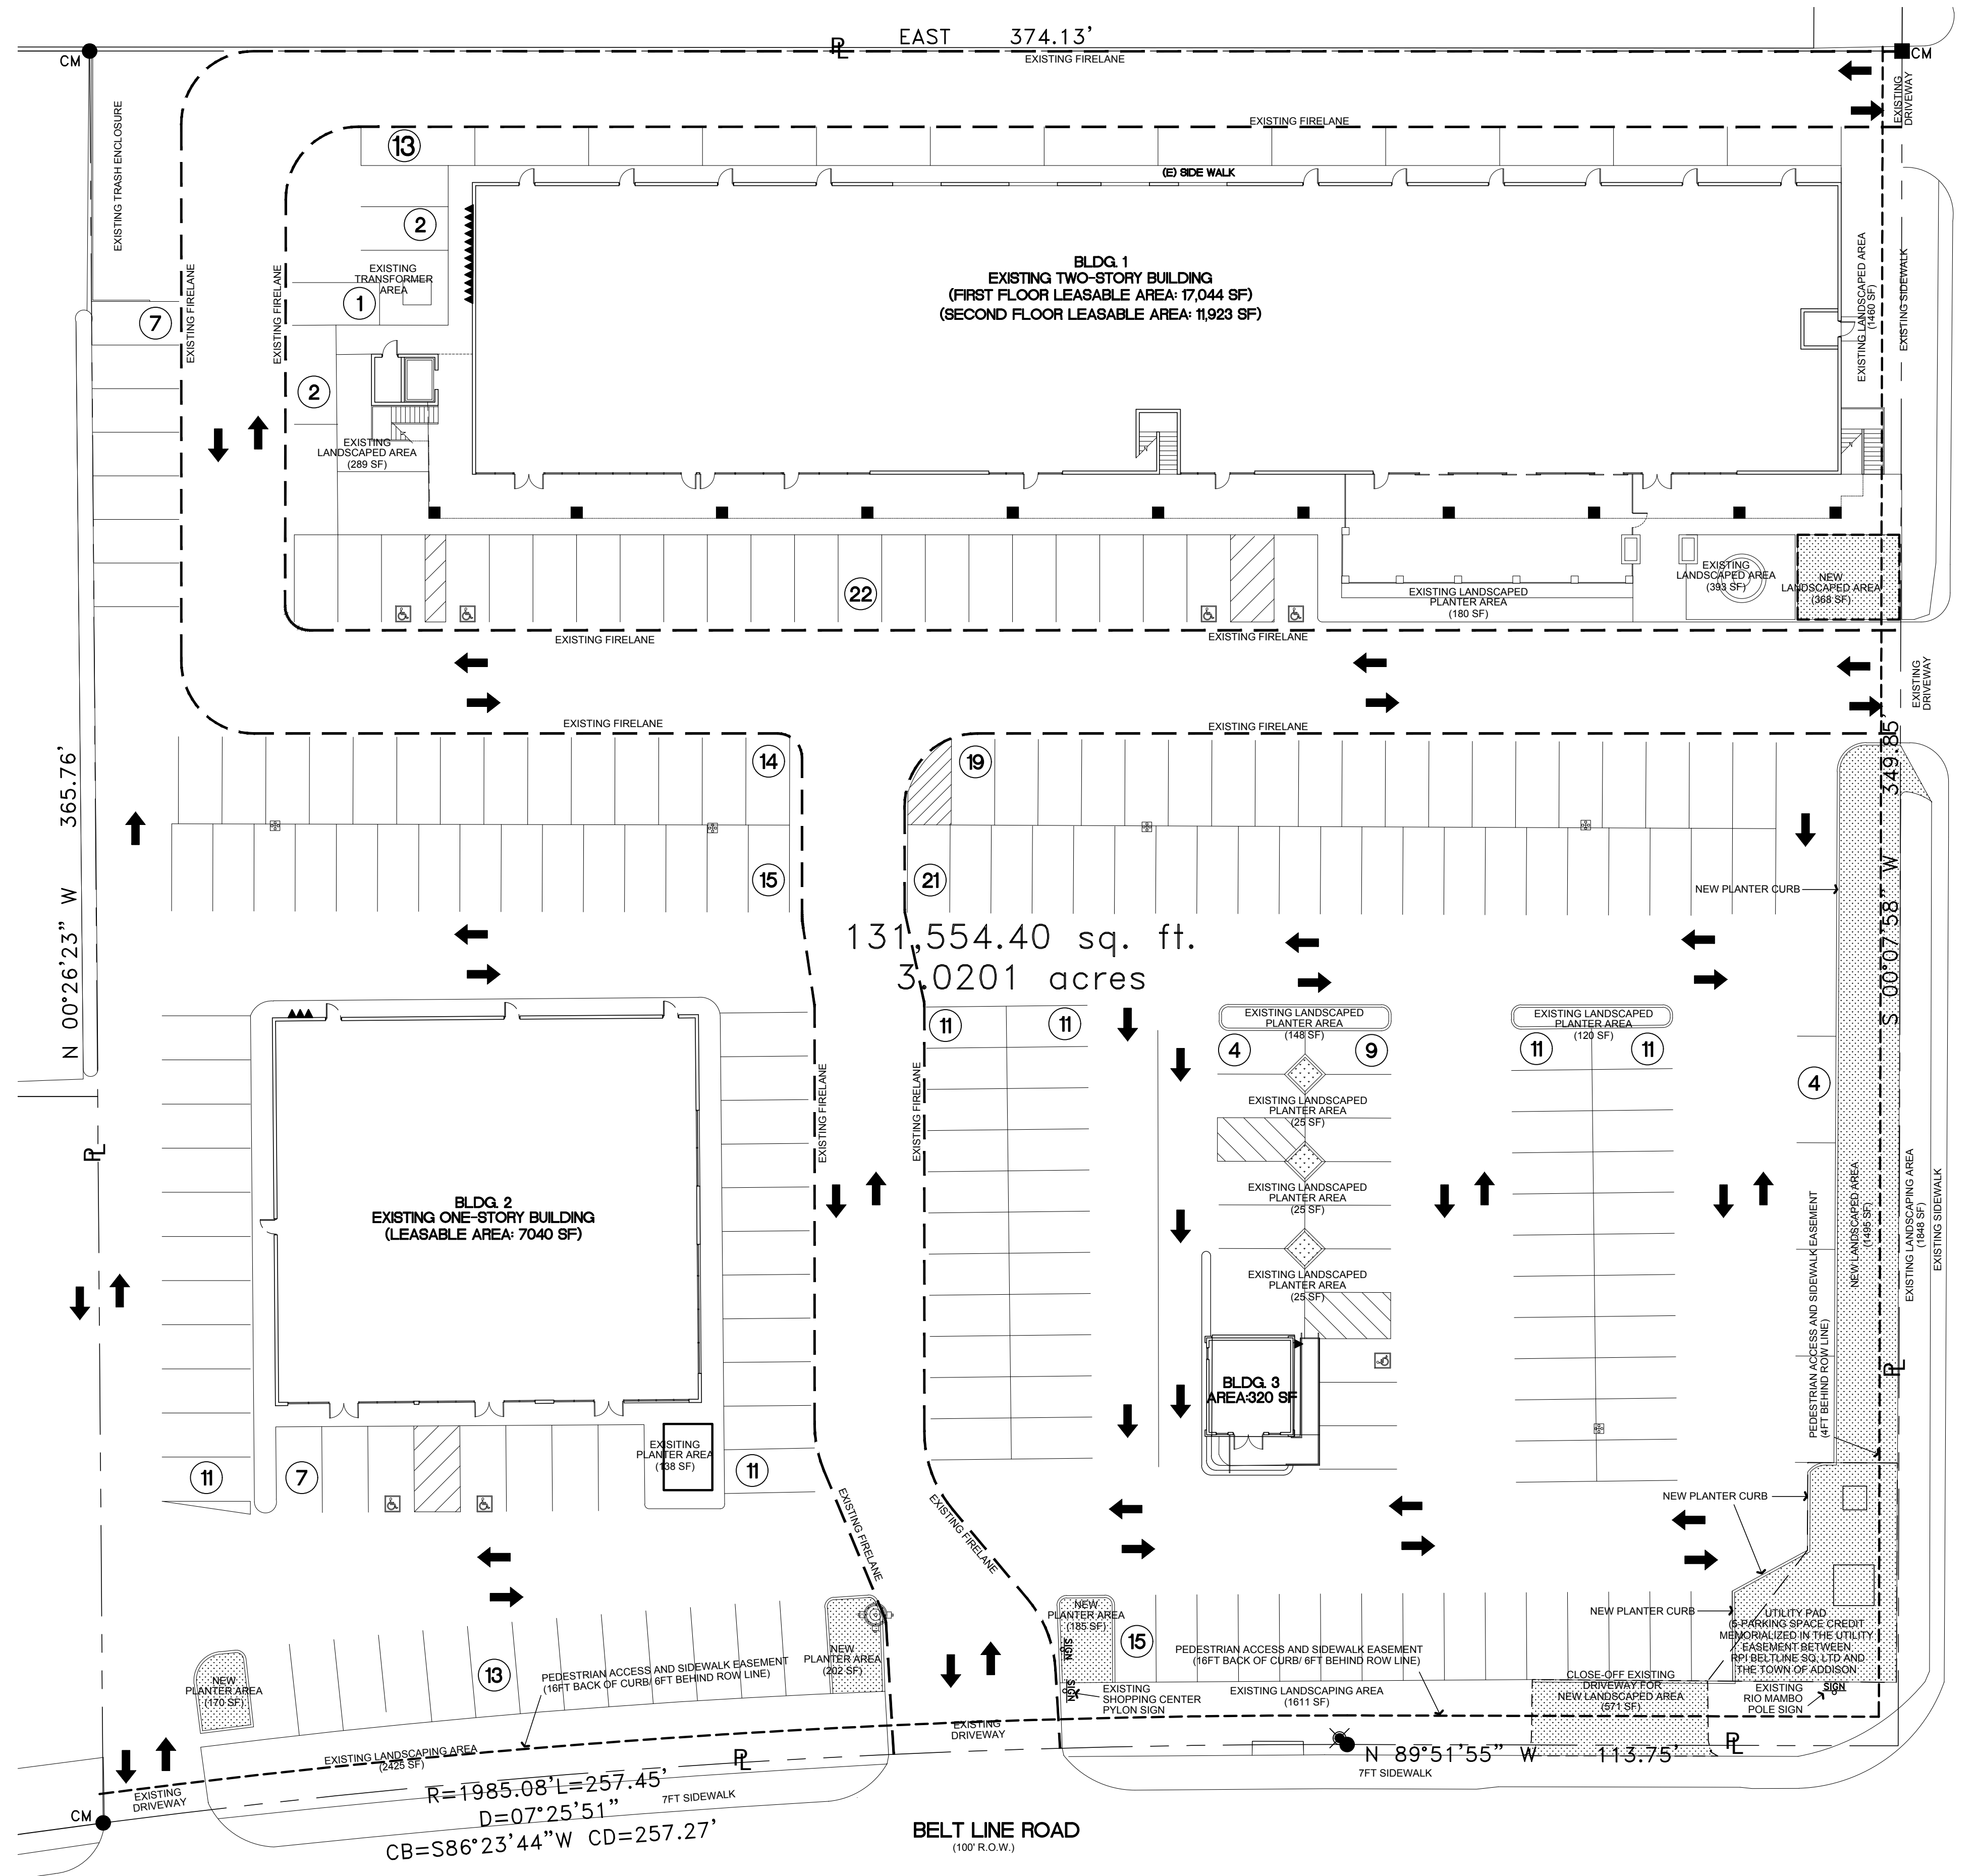 EAST 374.13'
PL
EXISTING FIRELANE
CM
CM
EXISTING
DRIVEWAY
EXISTING TRASH ENCLOSURE
EXISTING FIRELANE
13
(E) SIDE WALK
2
BLDG. 1
EXISTING TWO-STORY BUILDING
(FIRST FLOOR LEASABLE AREA: 17,044 SF)
(SECOND FLOOR LEASABLE AREA: 11,923 SF)
EXISTING
TRANSFORMER
AREA
1
7
EXISTING FIRELANE
EXISTING FIRELANE
EXISTING LANDSCAPED AREA
(1460 SF)
EXISTING SIDEWALK
2
EXISTING
LANDSCAPED AREA
(289 SF)
22
EXISTING LANDSCAPED
PLANTER AREA
(180 SF)
EXISTING
LANDSCAPED AREA
(393 SF)
NEW
LANDSCAPED AREA
(368 SF)
EXISTING FIRELANE
EXISTING FIRELANE
EXISTING
DRIVEWAY
EXISTING FIRELANE
EXISTING FIRELANE
14
19
15
21
N 00°26'23" W 365.76'
S 00°07'58" W 349.85'
NEW PLANTER CURB
131,554.40 sq. ft.
3.0201 acres
11
11
EXISTING LANDSCAPED
PLANTER AREA
(148 SF)
4
9
EXISTING LANDSCAPED
PLANTER AREA
(120 SF)
11
11
4
EXISTING LANDSCAPED
PLANTER AREA
(25 SF)
EXISTING LANDSCAPED
PLANTER AREA
(25 SF)
EXISTING LANDSCAPED
PLANTER AREA
(25 SF)
EXISTING FIRELANE
EXISTING FIRELANE
PL
BLDG. 2
EXISTING ONE-STORY BUILDING
(LEASABLE AREA: 7040 SF)
BLDG. 3
AREA:320 SF
PEDESTRIAN ACCESS AND SIDEWALK EASEMENT
(4FT BEHIND ROW LINE)
NEW LANDSCAPED AREA
(1495 SF)
EXISTING LANDSCAPING AREA
(1848 SF)
EXISTING SIDEWALK
PL
EXISITING
PLANTER AREA
(138 SF)
11
7
11
EXISTING FIRELANE
EXISTING FIRELANE
NEW PLANTER CURB
NEW PLANTER CURB
UTILITY PAD
(5-PARKING SPACE CREDIT
MEMORIALIZED IN THE UTILITY
EASEMENT BETWEEN
RPI BELTLINE SQ, LTD AND
THE TOWN OF ADDISON
NEW
PLANTER AREA
(185 SF)
15
SIGN
SIGN
PEDESTRIAN ACCESS AND SIDEWALK EASEMENT
(16FT BACK OF CURB/ 6FT BEHIND ROW LINE)
NEW
PLANTER AREA
(202 SF)
13
PEDESTRIAN ACCESS AND SIDEWALK EASEMENT
(16FT BACK OF CURB/ 6FT BEHIND ROW LINE)
NEW
PLANTER AREA
(170 SF)
EXISTING
SHOPPING CENTER
PYLON SIGN
EXISTING LANDSCAPING AREA
(1611 SF)
CLOSE-OFF EXISTING
DRIVEWAY FOR
NEW LANDSCAPED AREA
(571 SF)
EXISTING
RIO MAMBO
POLE SIGN
SIGN
EXISTING
DRIVEWAY
N 89°51'55" W 113.75'
PL
7FT SIDEWALK
EXISTING LANDSCAPING AREA
(2425 SF)
PL
EXISTING
DRIVEWAY
CM
R=1985.08'L=257.45'
D=07°25'51"
CB=S86°23'44"W CD=257.27'
7FT SIDEWALK
BELT LINE ROAD
(100' R.O.W.)